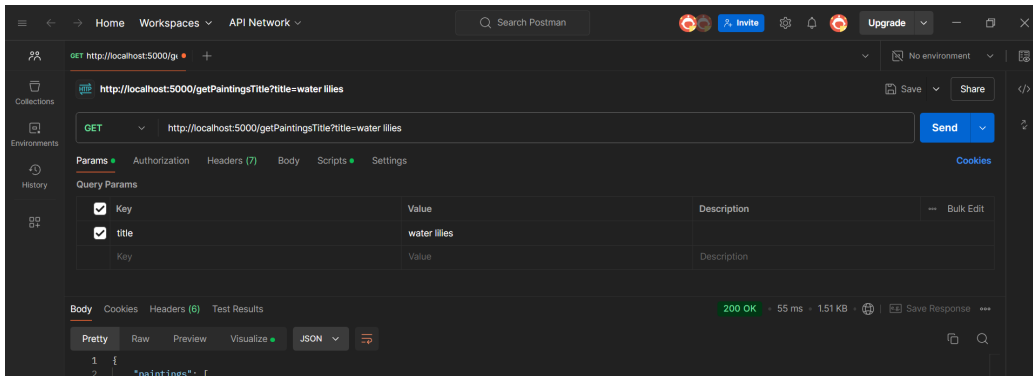 Home Workspaces API Network Search Postman Invite Upgrade
GET http://localhost:5000/ge No environment
HTTP http://localhost:5000/getPaintingsTitle?title=water lilies Save Share
Collections
GET http://localhost:5000/getPaintingsTitle?title=water lilies Send
Environments
Params Authorization Headers (7) Body Scripts Settings Cookies
History
Query Params
Key Value Description Bulk Edit
title water lilies
Key Value Description
Body Cookies Headers (6) Test Results 200 OK 55 ms 1.51 KB Save Response
Pretty Raw Preview Visualize JSON
1 {
2 "paintings": [